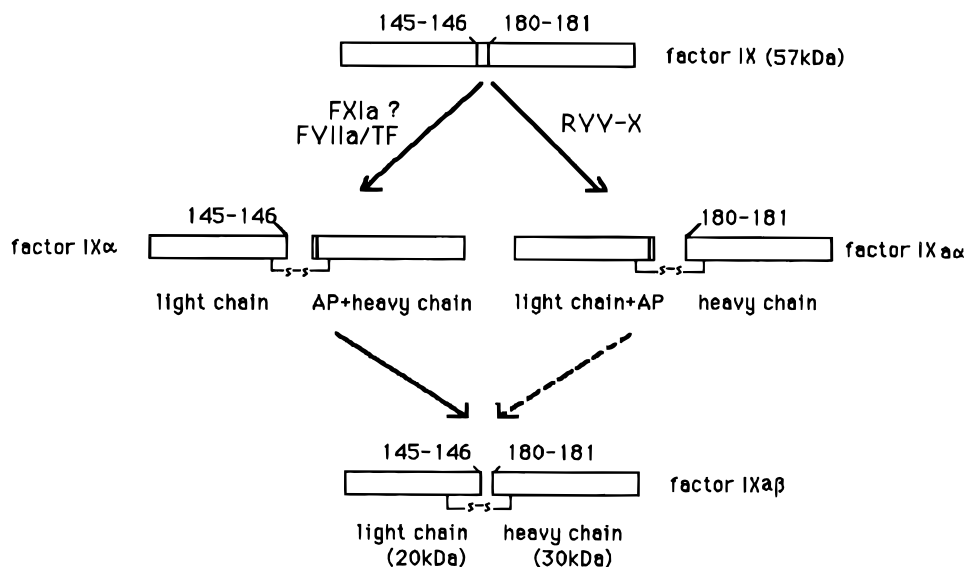 145-146 180-181
factor IX (57kDa)
FXIa ?
FVIIa/TF
RVV-X
145-146
180-181
factor IXα
factor IXaα
s-s
s-s
light chain
AP+heavy chain
light chain+AP
heavy chain
145-146 180-181
factor IXaβ
s-s
light chain
(20kDa)
heavy chain
(30kDa)